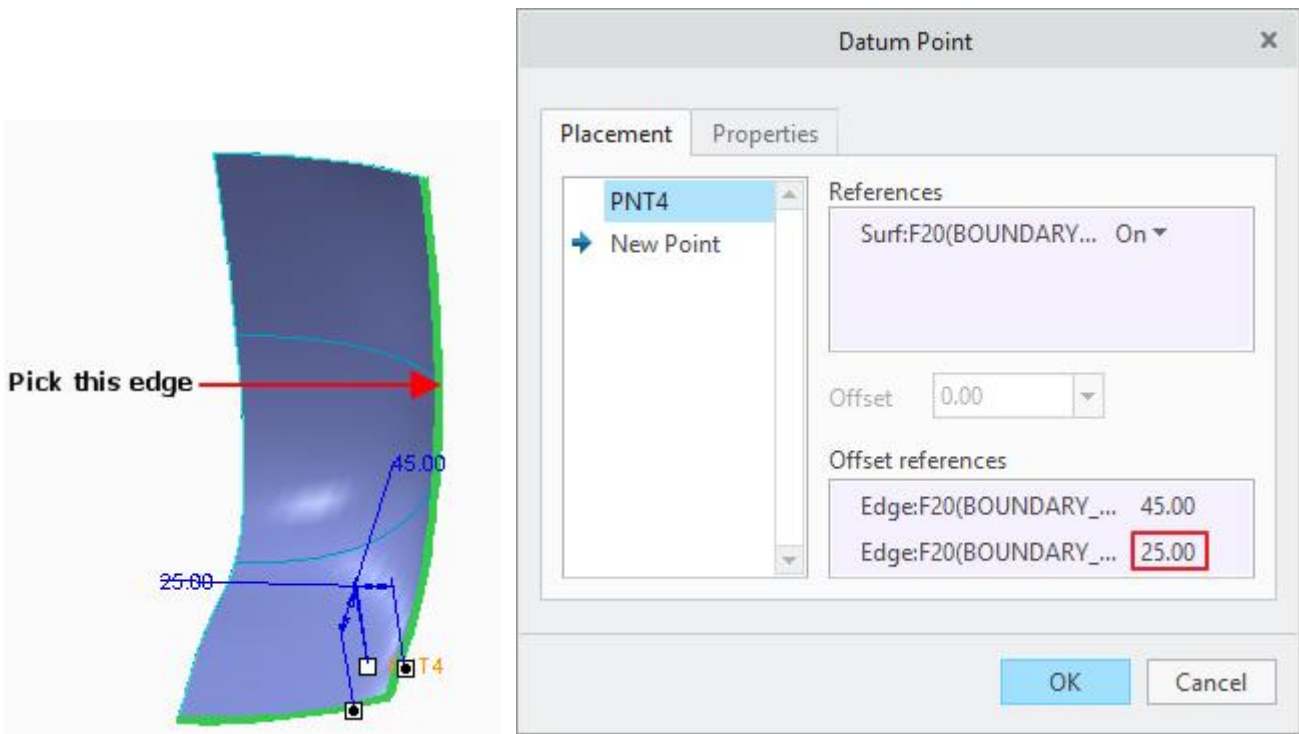 Datum Point
Placement
Properties
PNT4
New Point
References
Surf:F20(BOUNDARY... On
Offset
0.00
Offset references
Edge:F20(BOUNDARY_... 45.00
Edge:F20(BOUNDARY_... 25.00
OK
Cancel
Pick this edge
45.00
25.00
T4